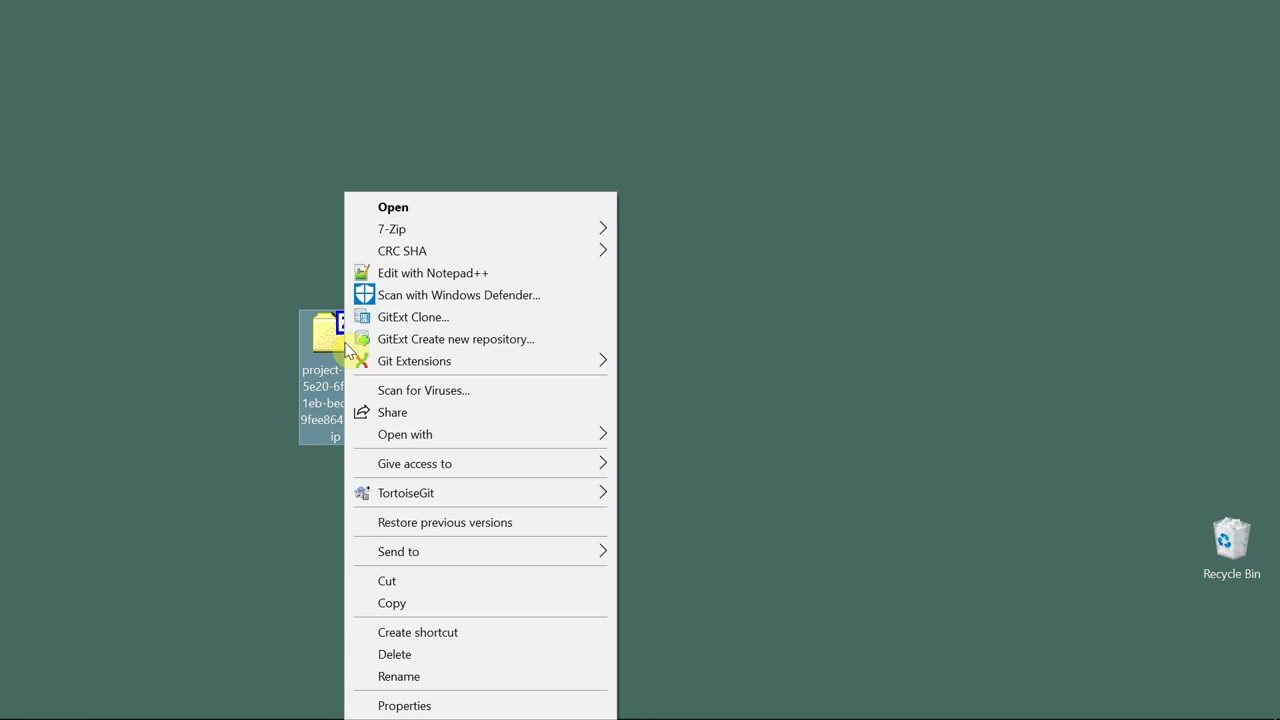 Open
7-Zip
CRC SHA
Edit with Notepad++
Scan with Windows Defender...
GitExt Clone...
GitExt Create new repository...
Git Extensions
project-
5e20-6f
1eb-bec
9fee864
ip
Scan for Viruses...
Share
Open with
Give access to
TortoiseGit
Restore previous versions
Send to
Cut
Copy
Create shortcut
Delete
Rename
Properties
Recycle Bin